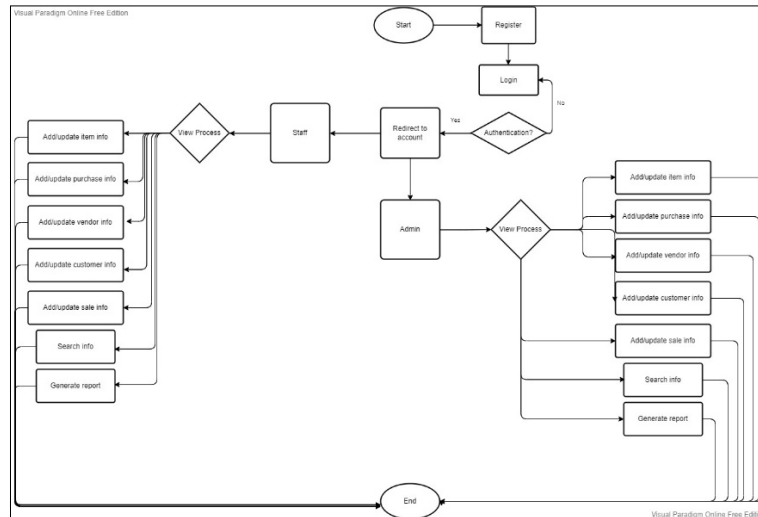 Visual Paradigm Online Free Edition
Start
Register
Login
No
Yes
Authentication?
Redirect to
account
Staff
View Process
Add/update item info
Add/update purchase info
Add/update vendor info
Add/update customer info
Add/update sale info
Search info
Generate report
Admin
View Process
Add/update item info
Add/update purchase info
Add/update vendor info
Add/update customer info
Add/update sale info
Search info
Generate report
End
Visual Paradigm Online Free Editi